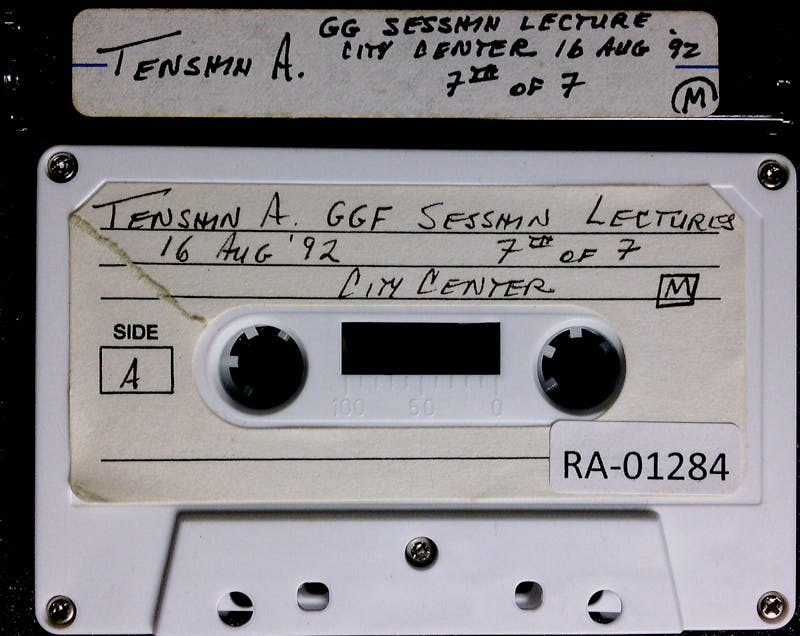 GG SESSHIN LECTURE
TENSHIN A. CITY CENTER 16 AUG '92
7TH OF 7
M
TENSHIN A. GGF SESSHIN LECTURES
16 AUG '92 7TH OF 7
CITY CENTER M
SIDE
A
100 50 0
RA-01284